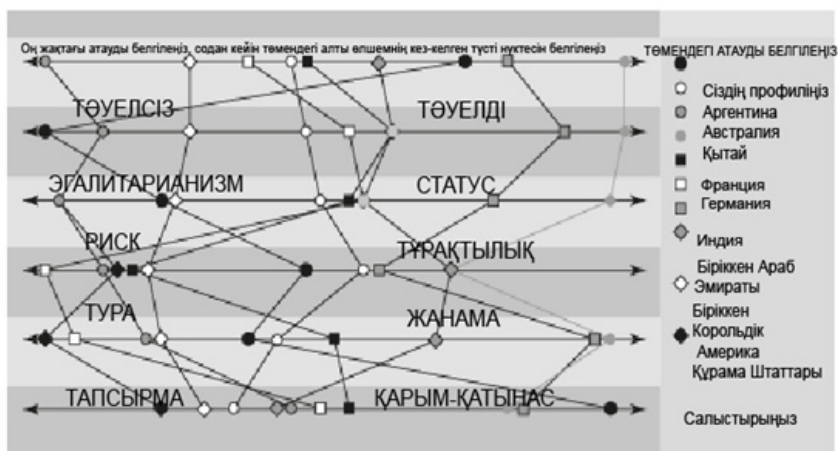 Оң жақтағы атауды белгілеңіз, содан кейін төмендегі алты өлшемнің кез-келген түсті нүктесін белгілеңіз
ТӘУЕЛСІЗ ТӘУЕЛДІ
ЭГАЛИТАРИАНИЗМ СТАТУС
РИСК ТҰРАҚТЫЛЫҚ
ТУРА ЖАНАМА
ТАПСЫРМА ҚАРЫМ-ҚАТЫНАС
ТӨМЕНДЕГІ АТАУДЫ БЕЛГІЛЕҢІЗ
Сіздің профиліңіз
Аргентина
Австралия
Қытай
Франция
Германия
Индия
Біріккен Араб
Эмираты
Біріккен
Корольдік
Америка
Құрама Штаттары
Салыстырыңыз